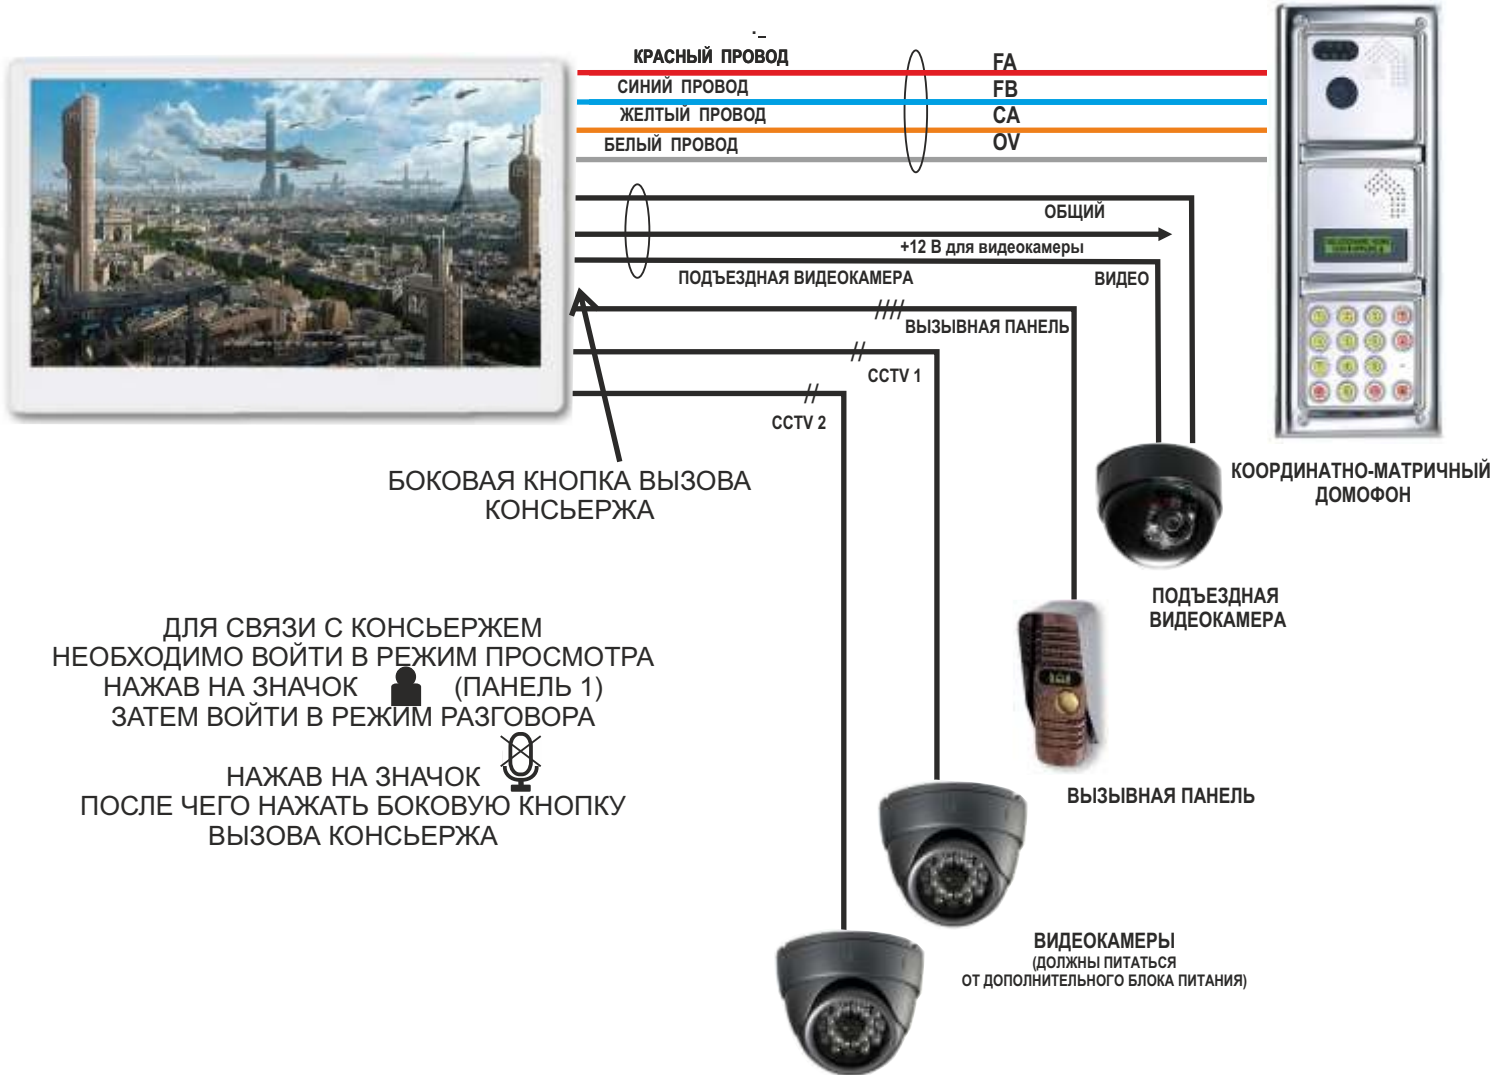 КРАСНЫЙ ПРОВОД
FA
СИНИЙ ПРОВОД
FB
ЖЕЛТЫЙ ПРОВОД
CA
БЕЛЫЙ ПРОВОД
OV
ОБЩИЙ
+12 В для видеокамеры
ПОДЪЕЗДНАЯ ВИДЕОКАМЕРА
ВИДЕО
ВЫЗЫВНАЯ ПАНЕЛЬ
CCTV 1
CCTV 2
БОКОВАЯ КНОПКА ВЫЗОВА
КОНСЬЕРЖА
КООРДИНАТНО-МАТРИЧНЫЙ
ДОМОФОН
ПОДЪЕЗДНАЯ
ВИДЕОКАМЕРА
ДЛЯ СВЯЗИ С КОНСЬЕРЖЕМ
НЕОБХОДИМО ВОЙТИ В РЕЖИМ ПРОСМОТРА
НАЖАВ НА ЗНАЧОК (ПАНЕЛЬ 1)
ЗАТЕМ ВОЙТИ В РЕЖИМ РАЗГОВОРА
НАЖАВ НА ЗНАЧОК
ПОСЛЕ ЧЕГО НАЖАТЬ БОКОВУЮ КНОПКУ
ВЫЗОВА КОНСЬЕРЖА
ВЫЗЫВНАЯ ПАНЕЛЬ
ВИДЕОКАМЕРЫ
(ДОЛЖНЫ ПИТАТЬСЯ
ОТ ДОПОЛНИТЕЛЬНОГО БЛОКА ПИТАНИЯ)